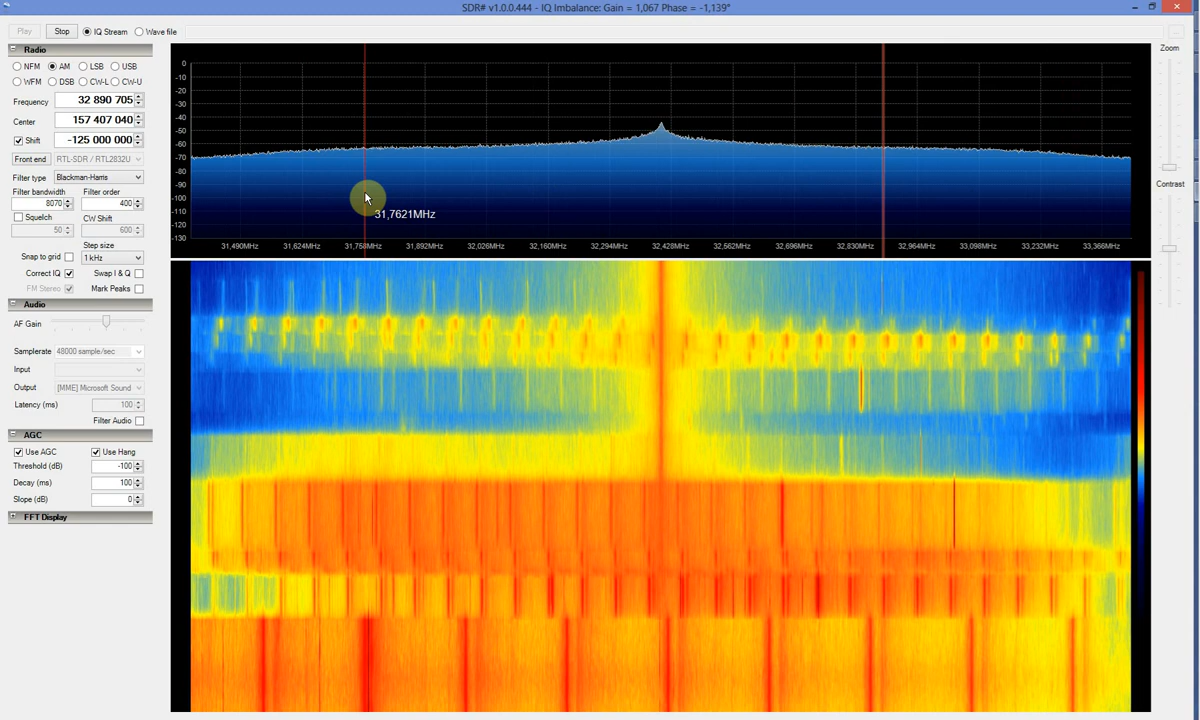 SDR# v1.0.0.444 - IQ Imbalance: Gain = 1,067 Phase = -1,139°
Play Stop IQ Stream Wave file
Radio
NFM AM LSB USB
WFM DSB CW-L CW-U
Frequency 32 890 705
Center 157 407 040
Shift -125 000 000
Front end RTL-SDR / RTL2832U
Filter type Blackman-Harris
Filter bandwidth Filter order
8070 400
Squelch CW Shift
50 600
Step size
Snap to grid 1 kHz
Correct IQ Swap I & Q
FM Stereo Mark Peaks
Audio
AF Gain
Samplerate 48000 sample/sec
Input
Output [MME] Microsoft Sound
Latency (ms) 100
Filter Audio
AGC
Use AGC Use Hang
Threshold (dB) -100
Decay (ms) 100
Slope (dB) 0
FFT Display
0
-10
-20
-30
-40
-50
-60
-70
-80
-90
-100
-110
-120
-130
31,7621MHz
31,490MHz 31,624MHz 31,758MHz 31,892MHz 32,026MHz 32,160MHz 32,294MHz 32,428MHz 32,562MHz 32,696MHz 32,830MHz 32,964MHz 33,098MHz 33,232MHz 33,366MHz
Zoom
Contrast